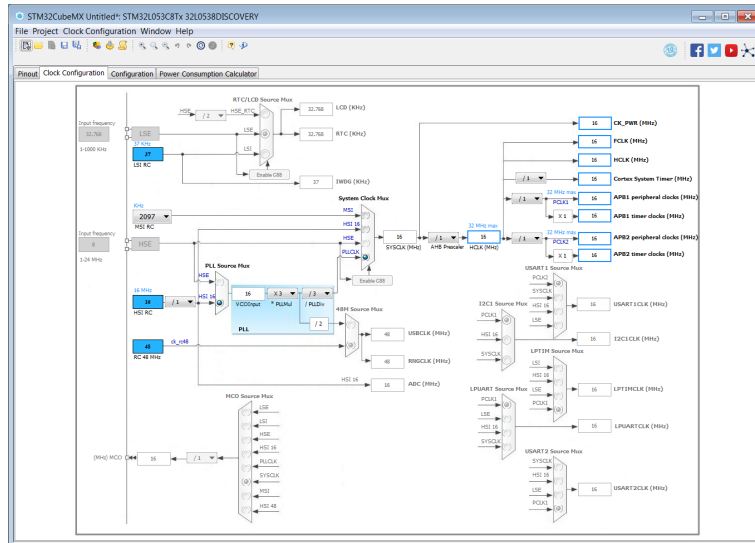 STM32CubeMX Untitled*: STM32L053C8Tx 32L0538DISCOVERY
File Project Clock Configuration Window Help
Pinout Clock Configuration Configuration Power Consumption Calculator
RTC/LCD Source Mux
HSE / 2 HSE_RTC 32.768 LCD (KHz)
Input frequency
32.768 LSE LSE 32.768 RTC (KHz)
1-1000 KHz
37 KHz
37 LSI
LSI RC
Enable CSS
37 IWDG (KHz)
System Clock Mux
KHz
2097 MSI
MSI RC
HSI 16
Input frequency
8 HSE HSE
1-24 MHz
PLLCLK
Enable CSS
16 SYSCLK (MHz)
/ 1 AHB Prescaler
32 MHz max
16 HCLK (MHz)
16 CK_PWR (MHz)
16 FCLK (MHz)
16 HCLK (MHz)
/ 1 16 Cortex System Timer (MHz)
32 MHz max
/ 1 PCLK1 16 APB1 peripheral clocks (MHz)
X 1 16 APB1 timer clocks (MHz)
32 MHz max
/ 1 PCLK2 16 APB2 peripheral clocks (MHz)
X 1 16 APB2 timer clocks (MHz)
PLL Source Mux
HSE
16 MHz
16 / 1 HSI 16
HSI RC
16 X 3 / 3
VCOInput * PLLMul / PLLDiv
/ 2
PLL
48M Source Mux
48 USBCLK (MHz)
48 ck_rc48
RC 48 MHz
48 RNGCLK (MHz)
HSI 16 16 ADC (MHz)
MCO Source Mux
LSE
LSI
HSE
HSI 16
PLLCLK
SYSCLK
MSI
HSI 48
(MHz) MCO 16 / 1
USART1 Source Mux
PCLK2
SYSCLK
HSI 16
LSE
16 USART1CLK (MHz)
I2C1 Source Mux
PCLK1
HSI 16
SYSCLK
16 I2C1CLK (MHz)
LPTIM Source Mux
LSI
HSI 16
LSE
PCLK1
16 LPTIMCLK (MHz)
LPUART Source Mux
PCLK1
LSE
HSI 16
SYSCLK
16 LPUARTCLK (MHz)
USART2 Source Mux
SYSCLK
HSI 16
LSE
PCLK1
16 USART2CLK (MHz)